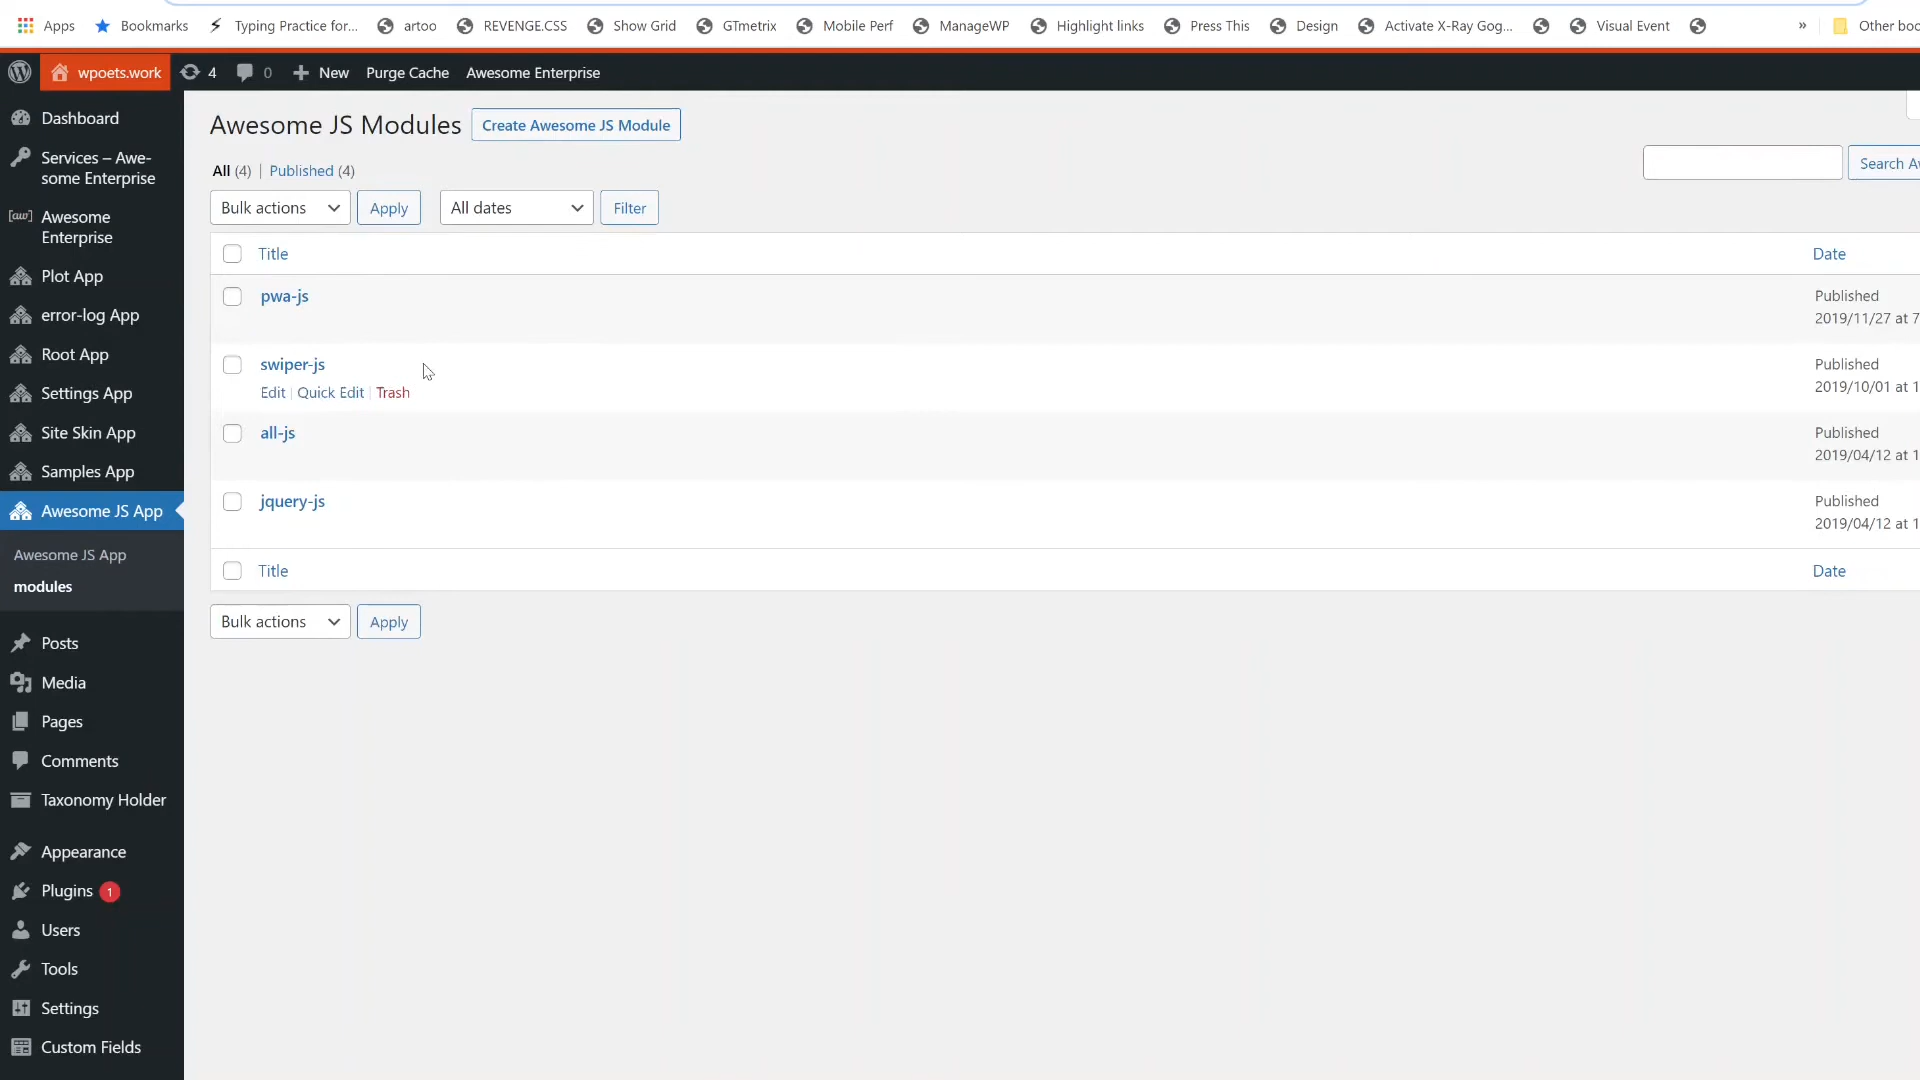 Apps
Bookmarks
Typing Practice for...
artoo
REVENGE.CSS
Show Grid
GTmetrix
Mobile Perf
ManageWP
Highlight links
Press This
Design
Activate X-Ray Gog...
Visual Event
»
Other boo
wpoets.work
4
0
New
Purge Cache
Awesome Enterprise
Dashboard
Services – Awe-
some Enterprise
[aw] Awesome
Enterprise
Plot App
error-log App
Root App
Settings App
Site Skin App
Samples App
Awesome JS App
Awesome JS App
modules
Posts
Media
Pages
Comments
Taxonomy Holder
Appearance
Plugins 1
Users
Tools
Settings
Custom Fields
Awesome JS Modules
Create Awesome JS Module
All (4) | Published (4)
Search Aw
Bulk actions
Apply
All dates
Filter
Title
Date
pwa-js
Published
2019/11/27 at 7
swiper-js
Edit | Quick Edit | Trash
Published
2019/10/01 at 1
all-js
Published
2019/04/12 at 1
jquery-js
Published
2019/04/12 at 1
Title
Date
Bulk actions
Apply